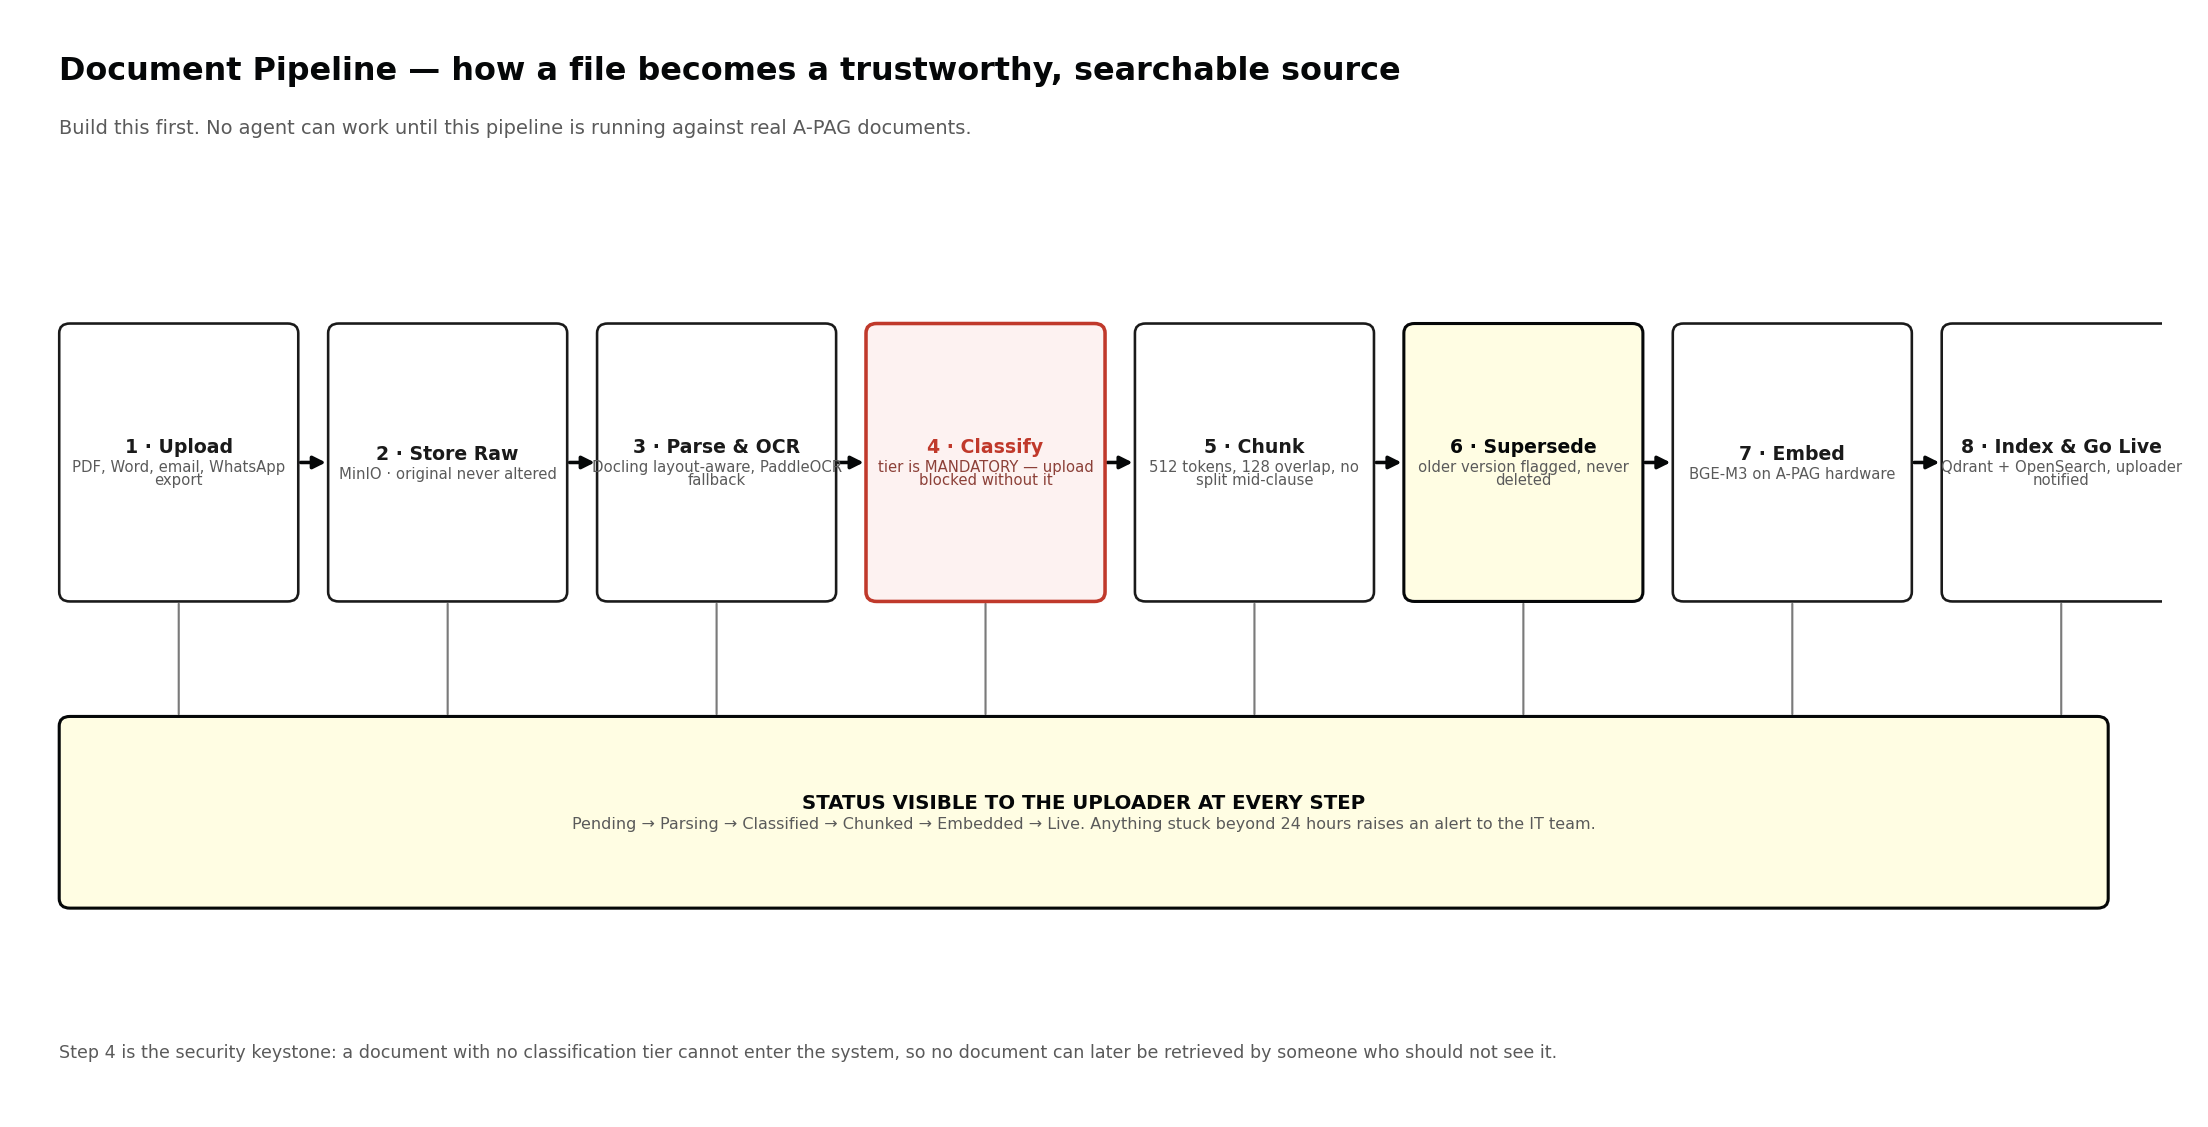 Document Pipeline — how a file becomes a trustworthy, searchable source
Build this first. No agent can work until this pipeline is running against real A-PAG documents.
1 · Upload
PDF, Word, email, WhatsApp
export
2 · Store Raw
MinIO · original never altered
3 · Parse & OCR
Docling layout-aware, PaddleOCR
fallback
4 · Classify
tier is MANDATORY — upload
blocked without it
5 · Chunk
512 tokens, 128 overlap, no
split mid-clause
6 · Supersede
older version flagged, never
deleted
7 · Embed
BGE-M3 on A-PAG hardware
8 · Index & Go Live
Qdrant + OpenSearch, uploader
notified
STATUS VISIBLE TO THE UPLOADER AT EVERY STEP
Pending → Parsing → Classified → Chunked → Embedded → Live. Anything stuck beyond 24 hours raises an alert to the IT team.
Step 4 is the security keystone: a document with no classification tier cannot enter the system, so no document can later be retrieved by someone who should not see it.